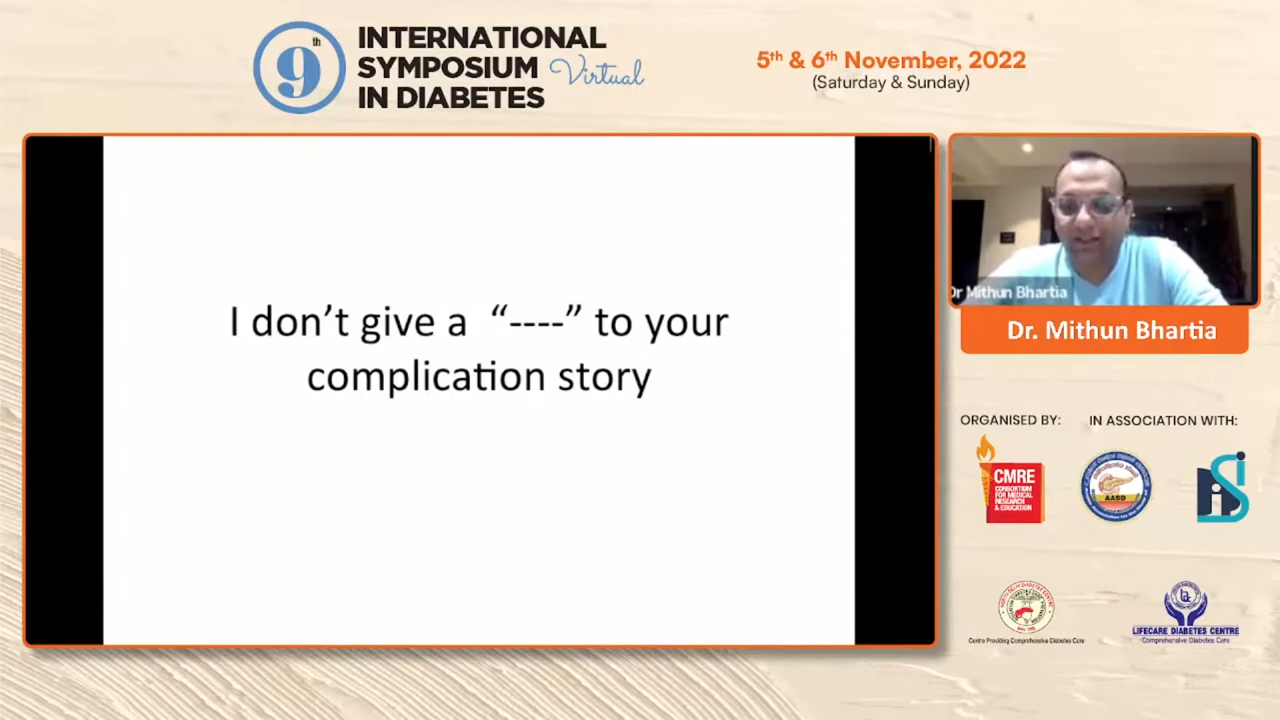 9th
INTERNATIONAL
SYMPOSIUM Virtual
IN DIABETES
5th & 6th November, 2022
(Saturday & Sunday)
I don’t give a “----” to your
complication story
Dr Mithun Bhartia
Dr. Mithun Bhartia
ORGANISED BY:
IN ASSOCIATION WITH:
CMRE
CONSORTIUM
FOR MEDICAL
RESEARCH
& EDUCATION
AASD
Centre Providing Comprehensive Diabetes Care
LIFECARE DIABETES CENTRE
Comprehensive Diabetes Care